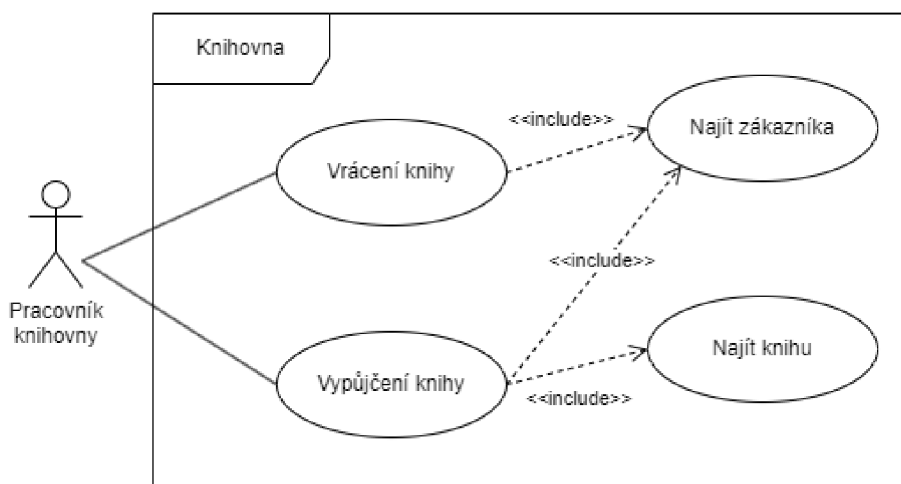 Knihovna
<<include>>
Najít zákazníka
Vrácení knihy
<<include>>
Pracovník
knihovny
Najít knihu
Vypůjčení knihy
<<include>>